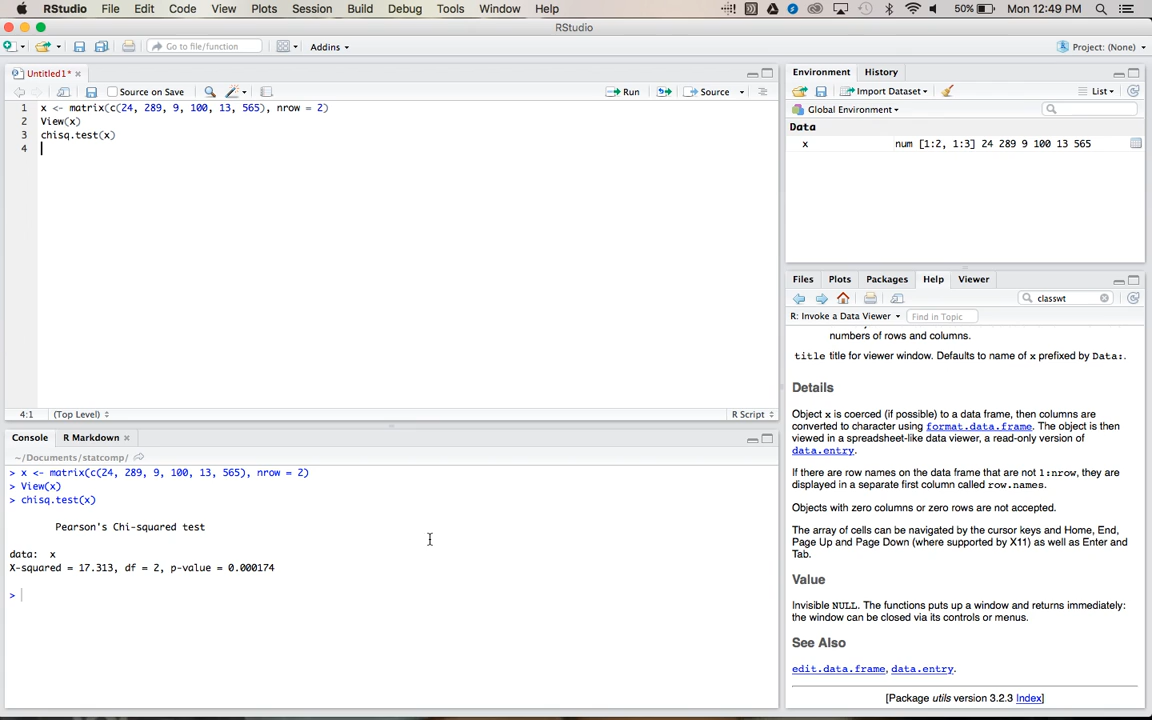 RStudio File Edit Code View Plots Session Build Debug Tools Window Help 50% Mon 12:49 PM
RStudio
Go to file/function Addins Project: (None)
Untitled1*
Source on Save Run Source
1 x <- matrix(c(24, 289, 9, 100, 13, 565), nrow = 2)
2 View(x)
3 chisq.test(x)
4
4:1 (Top Level) R Script
Console R Markdown
~/Documents/statcomp/
> x <- matrix(c(24, 289, 9, 100, 13, 565), nrow = 2)
> View(x)
> chisq.test(x)
Pearson's Chi-squared test
data: x
X-squared = 17.313, df = 2, p-value = 0.000174
>
Environment History
Import Dataset List
Global Environment
Data
x num [1:2, 1:3] 24 289 9 100 13 565
Files Plots Packages Help Viewer
classwt
R: Invoke a Data Viewer Find in Topic
numbers of rows and columns.
title title for viewer window. Defaults to name of x prefixed by Data:.
Details
Object x is coerced (if possible) to a data frame, then columns are
converted to character using format.data.frame. The object is then
viewed in a spreadsheet-like data viewer, a read-only version of
data.entry.
If there are row names on the data frame that are not 1:nrow, they are
displayed in a separate first column called row.names.
Objects with zero columns or zero rows are not accepted.
The array of cells can be navigated by the cursor keys and Home, End,
Page Up and Page Down (where supported by X11) as well as Enter and
Tab.
Value
Invisible NULL. The functions puts up a window and returns immediately:
the window can be closed via its controls or menus.
See Also
edit.data.frame, data.entry.
[Package utils version 3.2.3 Index]